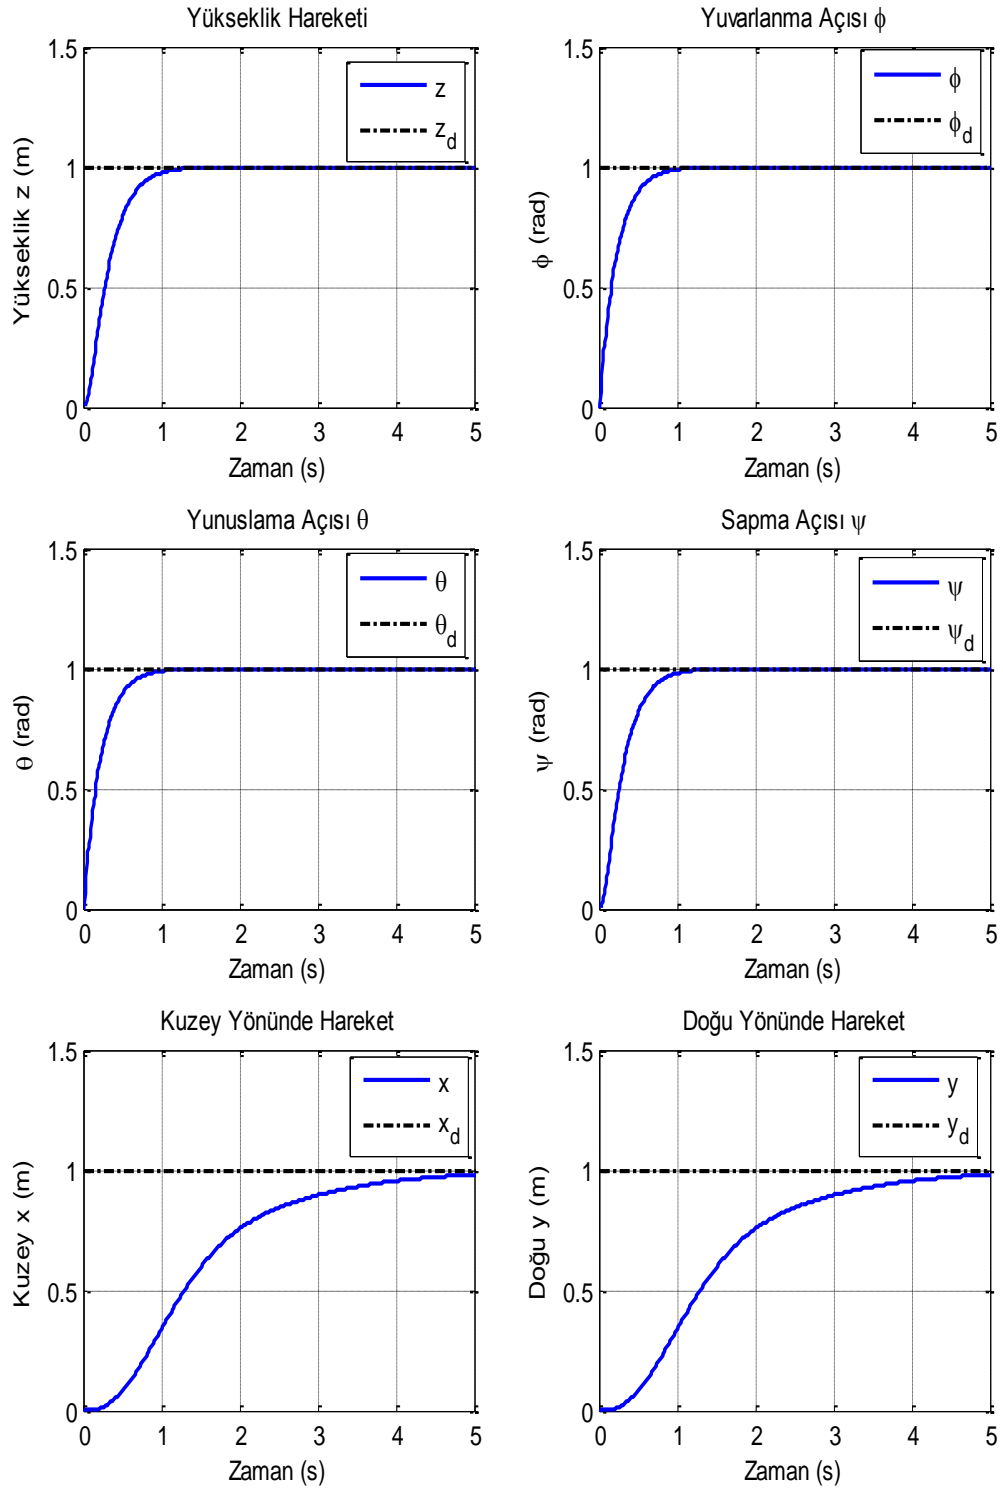 Yükseklik Hareketi
1.5
1
0.5
0
0 1 2 3 4 5
Yükseklik z (m)
Zaman (s)
z
z_d
Yuvarlanma Açısı ϕ
1.5
1
0.5
0
0 1 2 3 4 5
ϕ (rad)
Zaman (s)
ϕ
ϕ_d
Yunuslama Açısı θ
1.5
1
0.5
0
0 1 2 3 4 5
θ (rad)
Zaman (s)
θ
θ_d
Sapma Açısı ψ
1.5
1
0.5
0
0 1 2 3 4 5
ψ (rad)
Zaman (s)
ψ
ψ_d
Kuzey Yönünde Hareket
1.5
1
0.5
0
0 1 2 3 4 5
Kuzey x (m)
Zaman (s)
x
x_d
Doğu Yönünde Hareket
1.5
1
0.5
0
0 1 2 3 4 5
Doğu y (m)
Zaman (s)
y
y_d